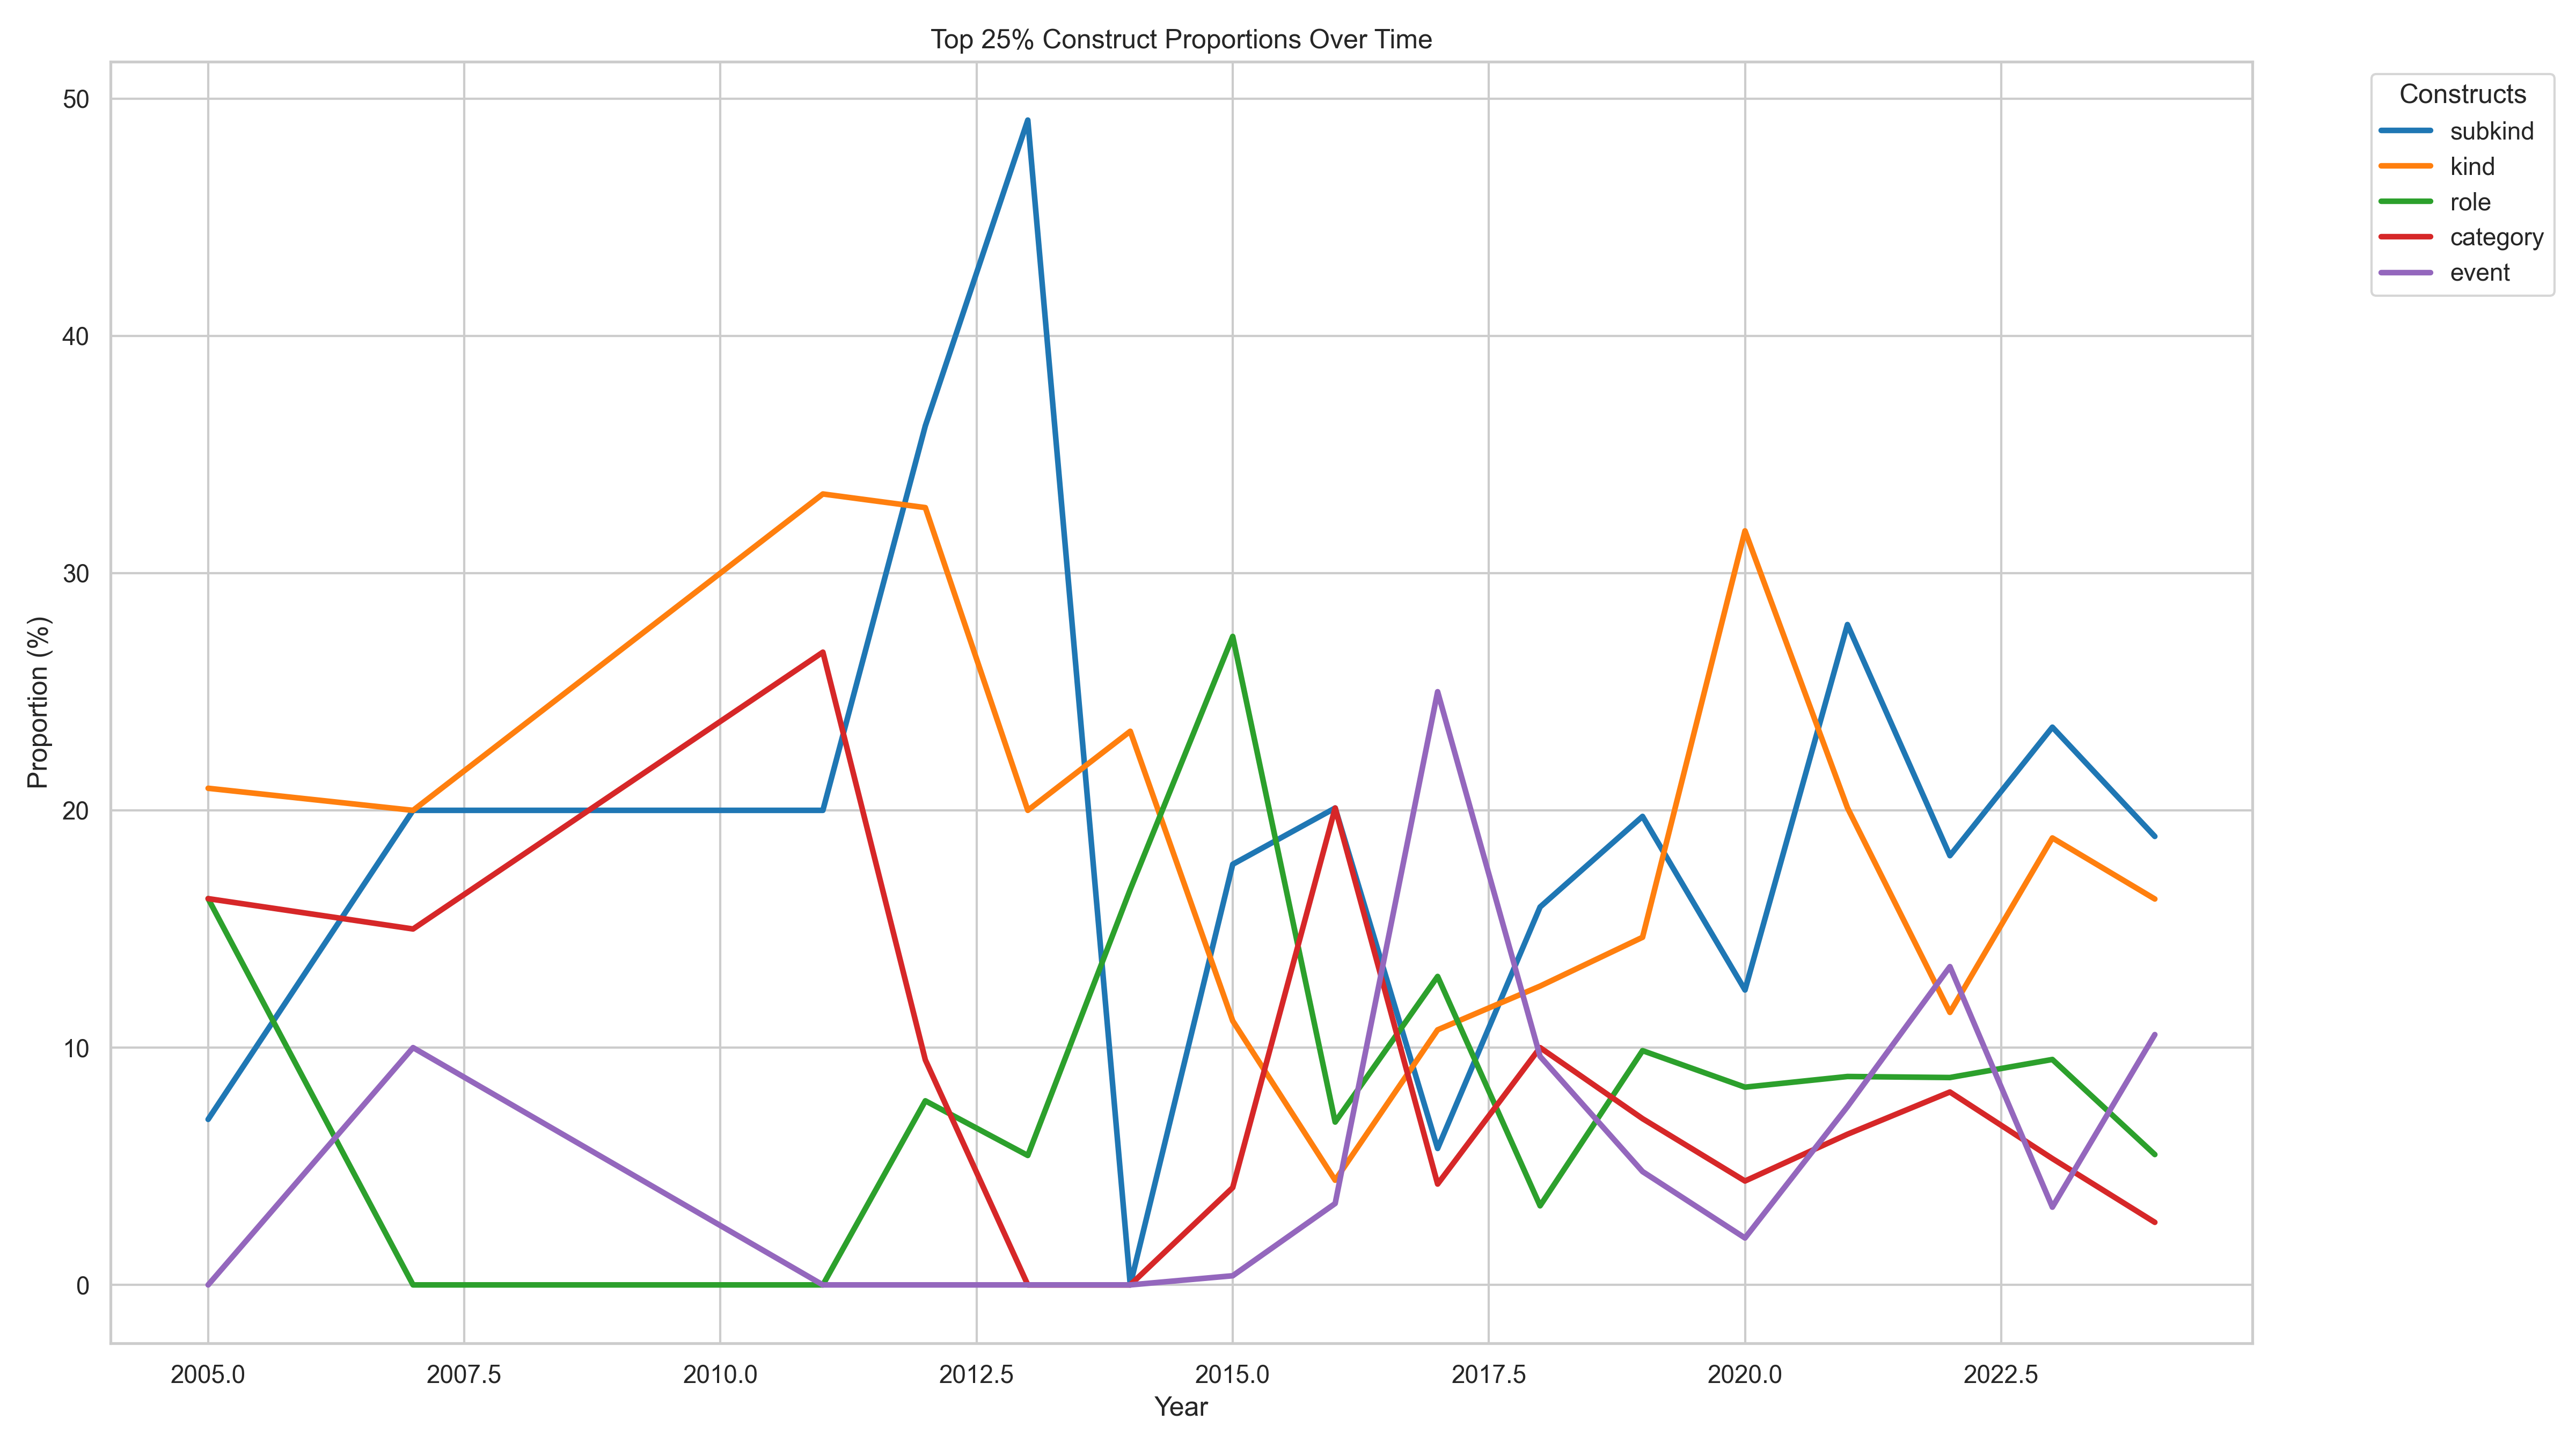 Top 25% Construct Proportions Over Time
Constructs
subkind
kind
role
category
event
Proportion (%)
50
40
30
20
10
0
2005.0 2007.5 2010.0 2012.5 2015.0 2017.5 2020.0 2022.5
Year